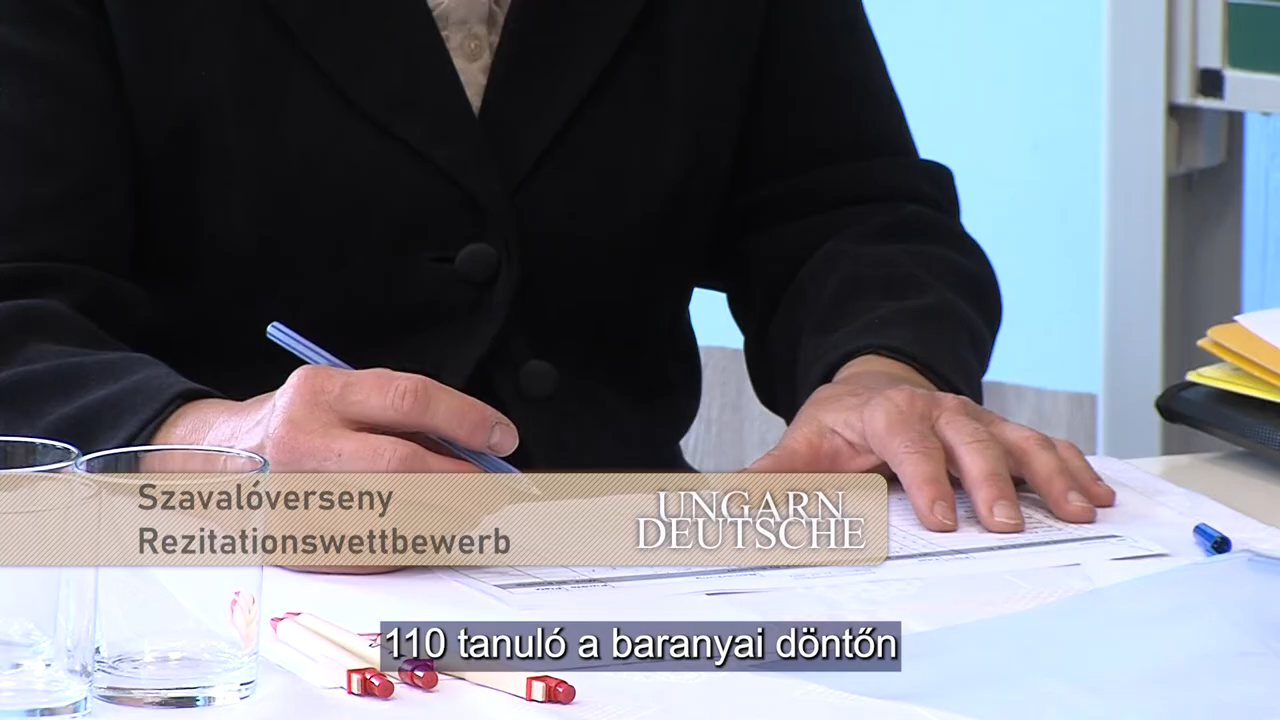 Szavalóverseny
Rezitationswettbewerb
UNGARN
DEUTSCHE
110 tanuló a baranyai döntőn